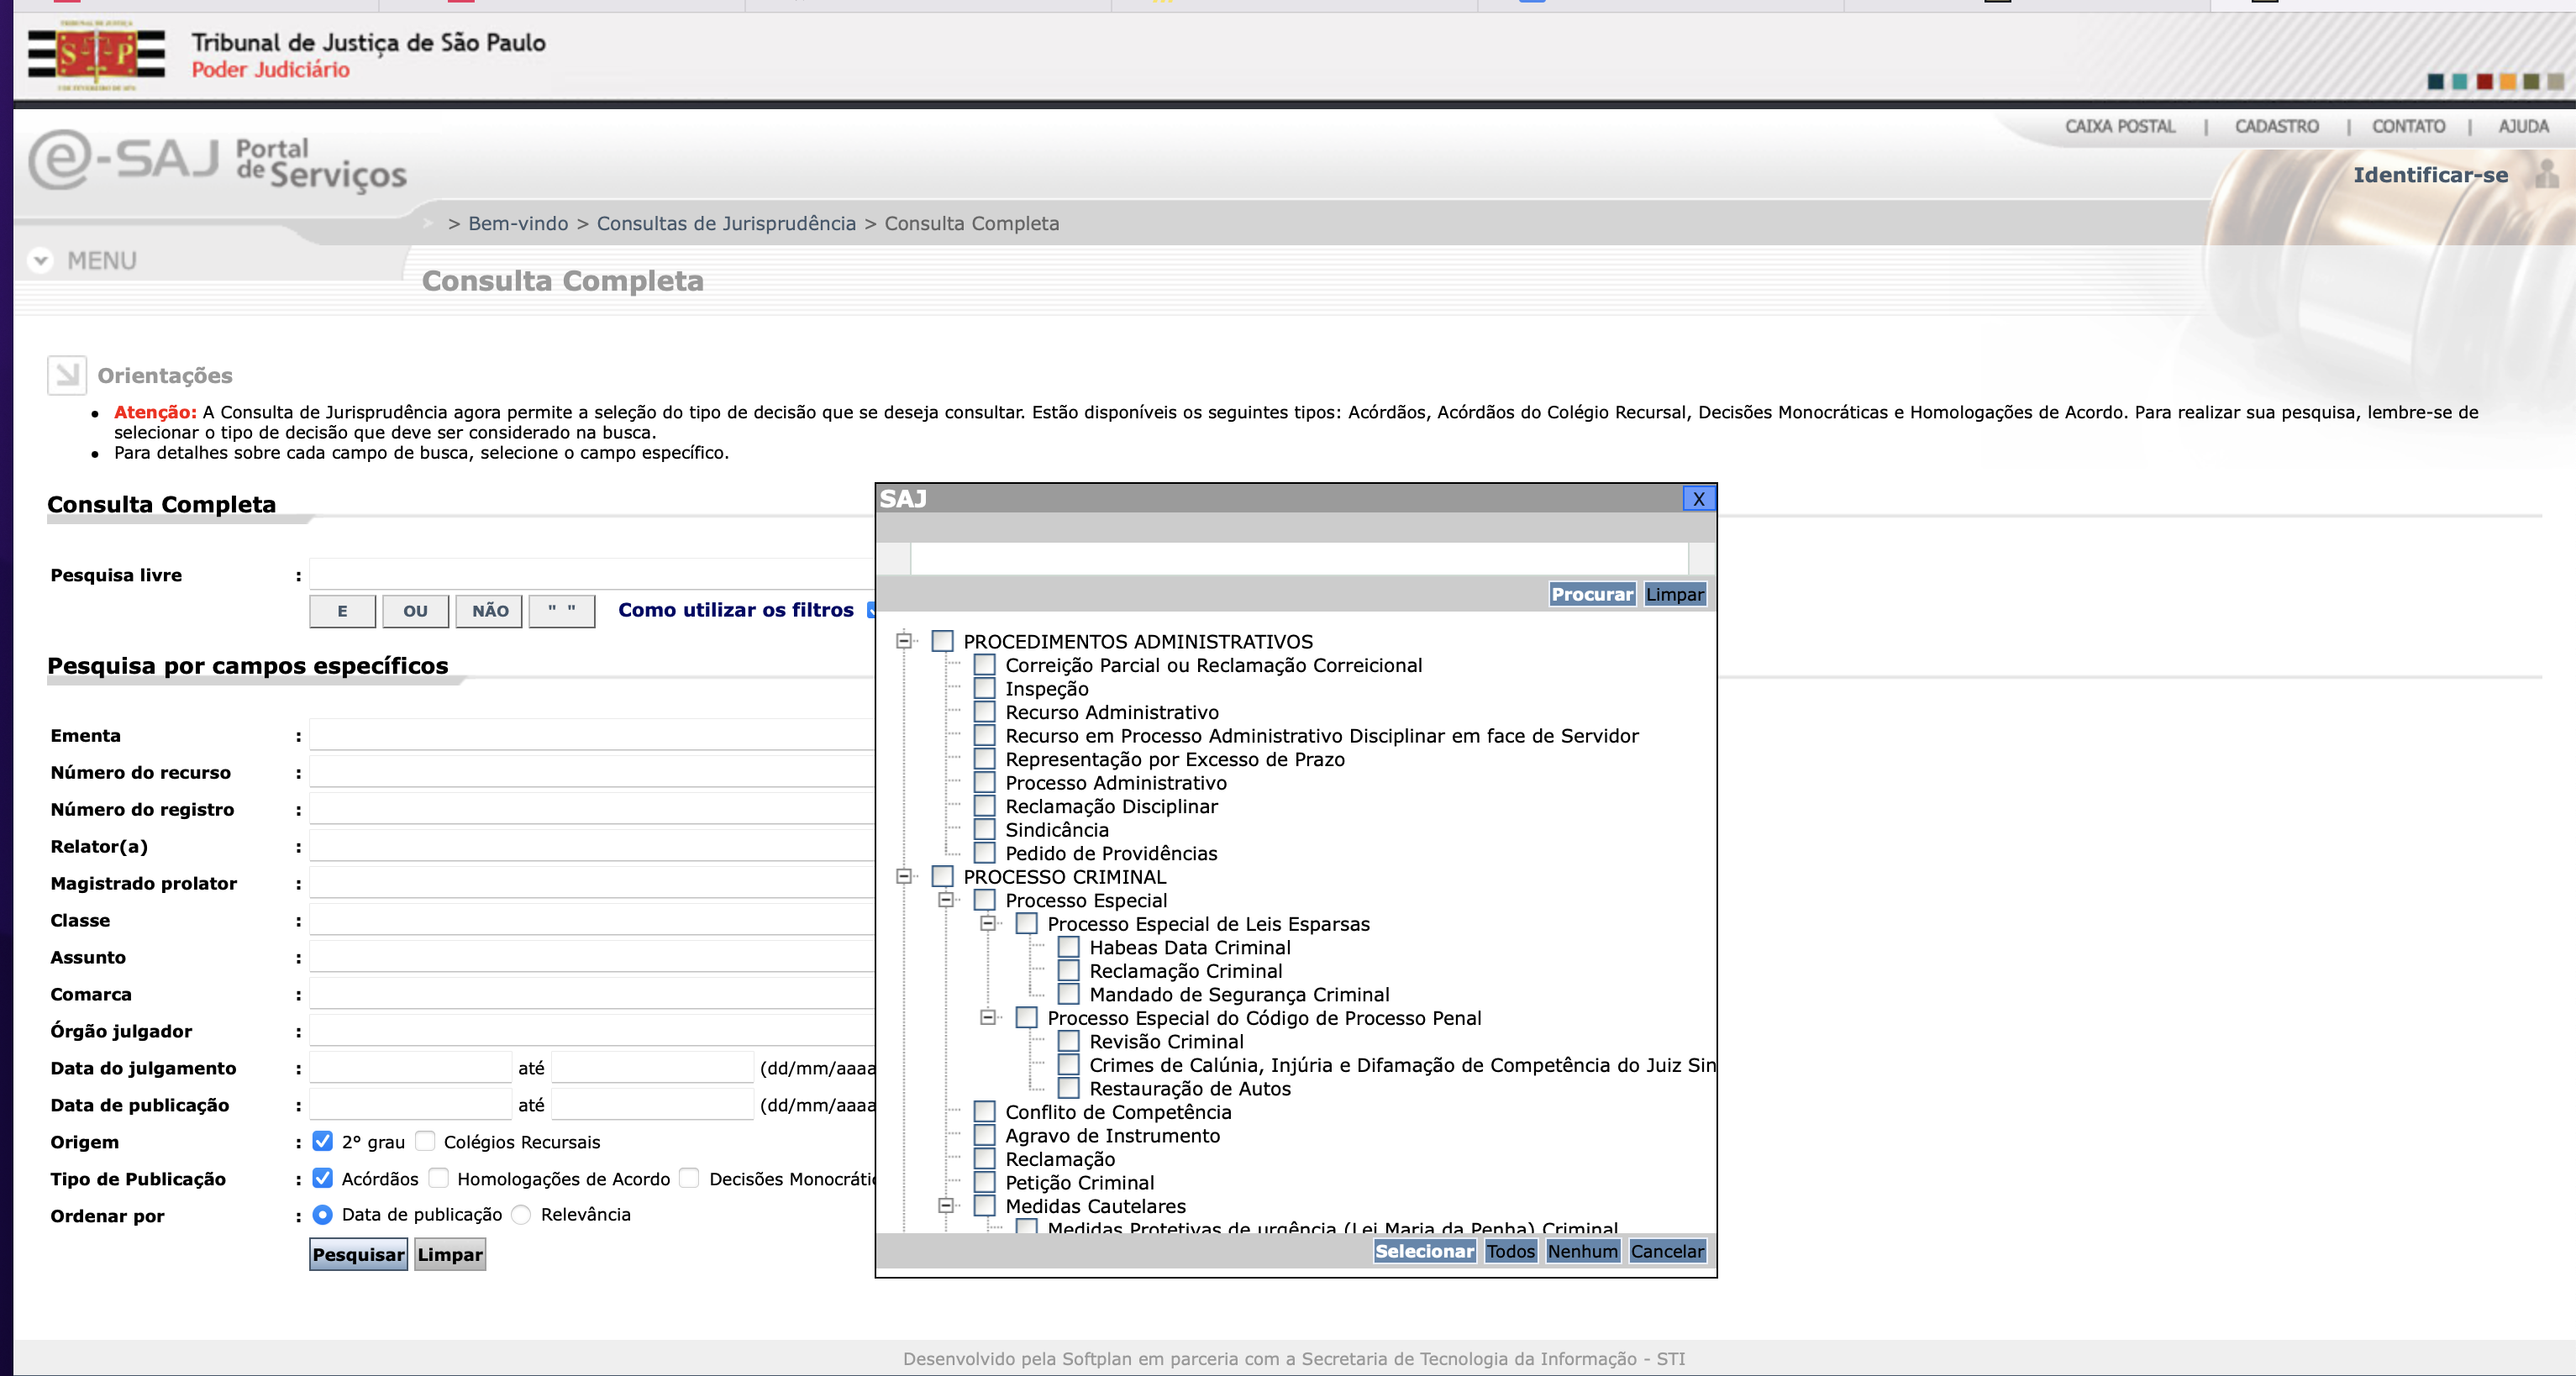 Tribunal de Justiça de São Paulo
Poder Judiciário
S P
CAIXA POSTAL | CADASTRO | CONTATO | AJUDA
e-SAJ Portal de Serviços
Identificar-se
> Bem-vindo > Consultas de Jurisprudência > Consulta Completa
MENU
Consulta Completa
Orientações
Atenção: A Consulta de Jurisprudência agora permite a seleção do tipo de decisão que se deseja consultar. Estão disponíveis os seguintes tipos: Acórdãos, Acórdãos do Colégio Recursal, Decisões Monocráticas e Homologações de Acordo. Para realizar sua pesquisa, lembre-se de
selecionar o tipo de decisão que deve ser considerado na busca.
Para detalhes sobre cada campo de busca, selecione o campo específico.
Consulta Completa
Pesquisa livre :
E OU NÃO " " Como utilizar os filtros
Pesquisa por campos específicos
Ementa :
Número do recurso :
Número do registro :
Relator(a) :
Magistrado prolator :
Classe :
Assunto :
Comarca :
Órgão julgador :
Data do julgamento : até (dd/mm/aaaa
Data de publicação : até (dd/mm/aaaa
Origem : 2º grau Colégios Recursais
Tipo de Publicação : Acórdãos Homologações de Acordo Decisões Monocráti
Ordenar por : Data de publicação Relevância
Pesquisar Limpar
SAJ X
Procurar Limpar
PROCEDIMENTOS ADMINISTRATIVOS
Correição Parcial ou Reclamação Correicional
Inspeção
Recurso Administrativo
Recurso em Processo Administrativo Disciplinar em face de Servidor
Representação por Excesso de Prazo
Processo Administrativo
Reclamação Disciplinar
Sindicância
Pedido de Providências
PROCESSO CRIMINAL
Processo Especial
Processo Especial de Leis Esparsas
Habeas Data Criminal
Reclamação Criminal
Mandado de Segurança Criminal
Processo Especial do Código de Processo Penal
Revisão Criminal
Crimes de Calúnia, Injúria e Difamação de Competência do Juiz Sin
Restauração de Autos
Conflito de Competência
Agravo de Instrumento
Reclamação
Petição Criminal
Medidas Cautelares
Medidas Protetivas de urgência (Lei Maria da Penha) Criminal
Selecionar Todos Nenhum Cancelar
Desenvolvido pela Softplan em parceria com a Secretaria de Tecnologia da Informação - STI